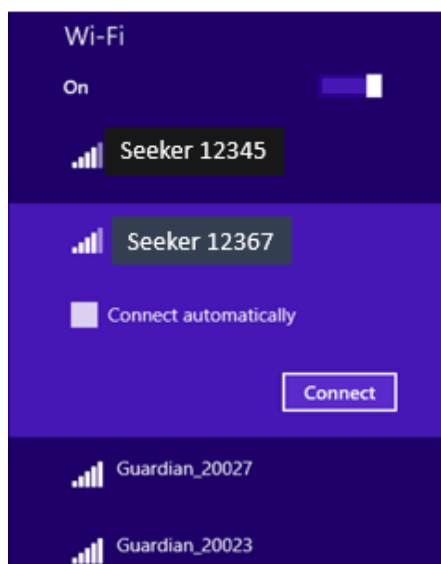 Wi-Fi
On
Seeker 12345
Seeker 12367
Connect automatically
Connect
Guardian_20027
Guardian_20023